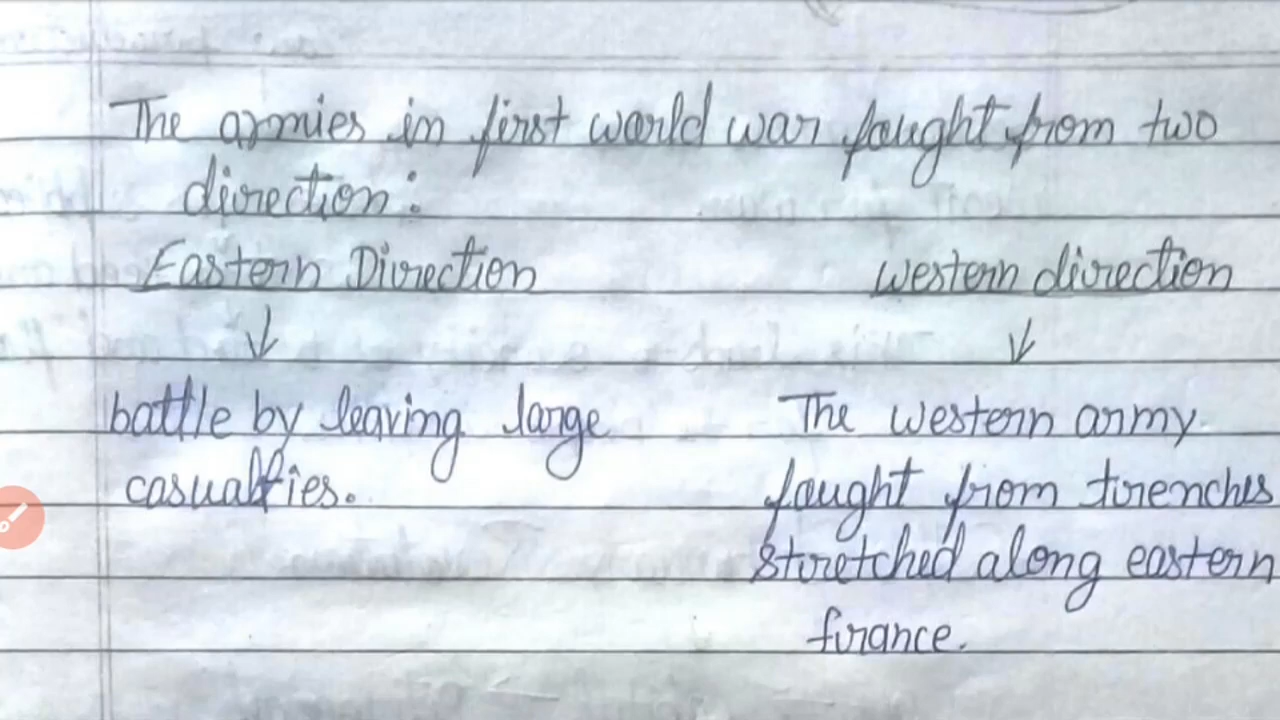 The armies in first world war fought from two
direction:
Eastern Direction western direction
↓ ↓
battle by leaving large The western army
casualties. fought from trenches
stretched along eastern
france.